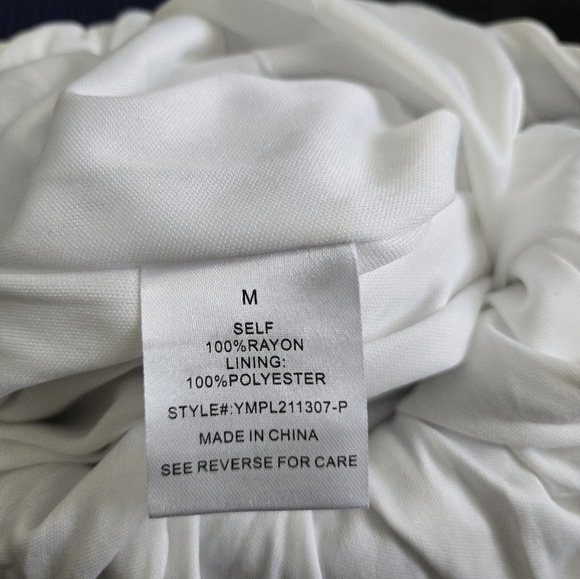 M
SELF
100%RAYON
LINING:
100%POLYESTER
STYLE#:YMPL211307-P
MADE IN CHINA
SEE REVERSE FOR CARE